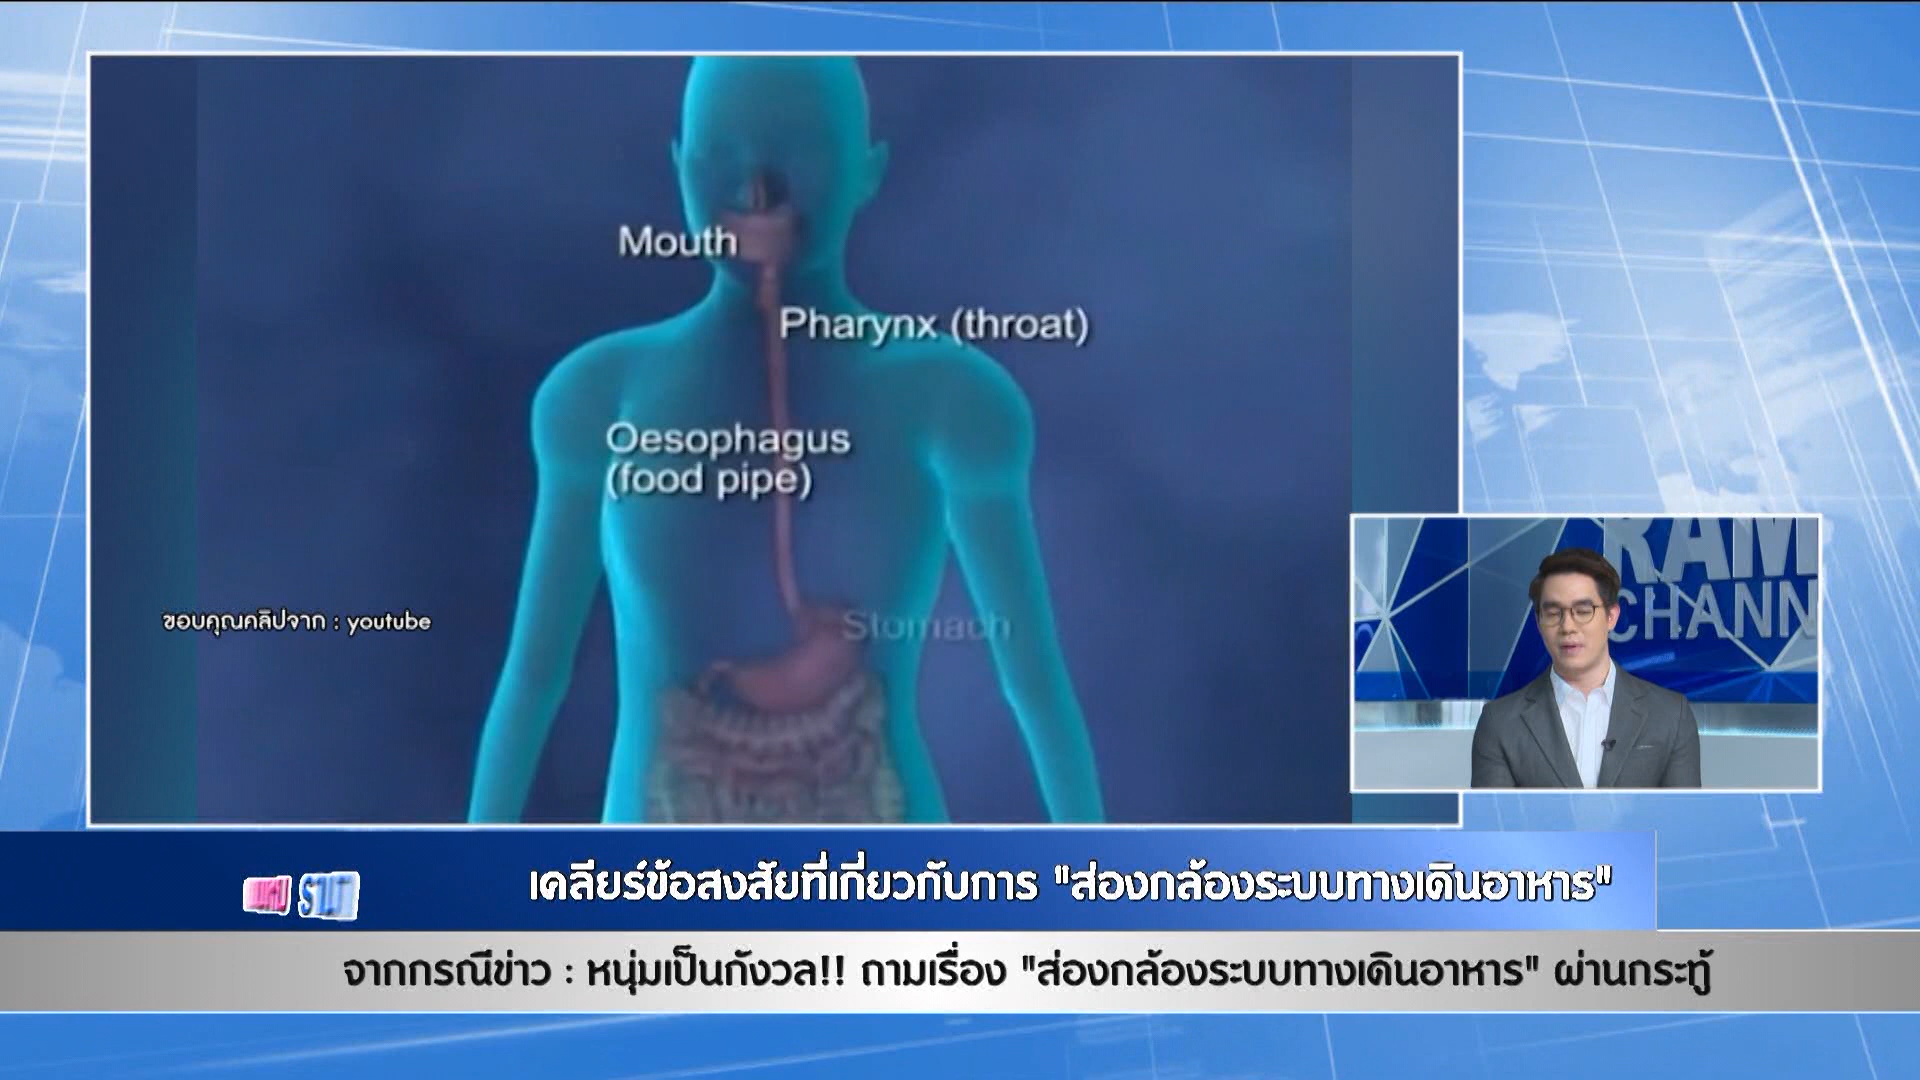 Mouth
Pharynx (throat)
Oesophagus
(food pipe)
Stomach
ขอบคุณคลิปจาก : youtube
RAM
CHANN
เคลียร์ข้อสงสัยที่เกี่ยวกับการ "ส่องกล้องระบบทางเดินอาหาร"
จากกรณีข่าว : หนุ่มเป็นกังวล!! ถามเรื่อง "ส่องกล้องระบบทางเดินอาหาร" ผ่านกระทู้